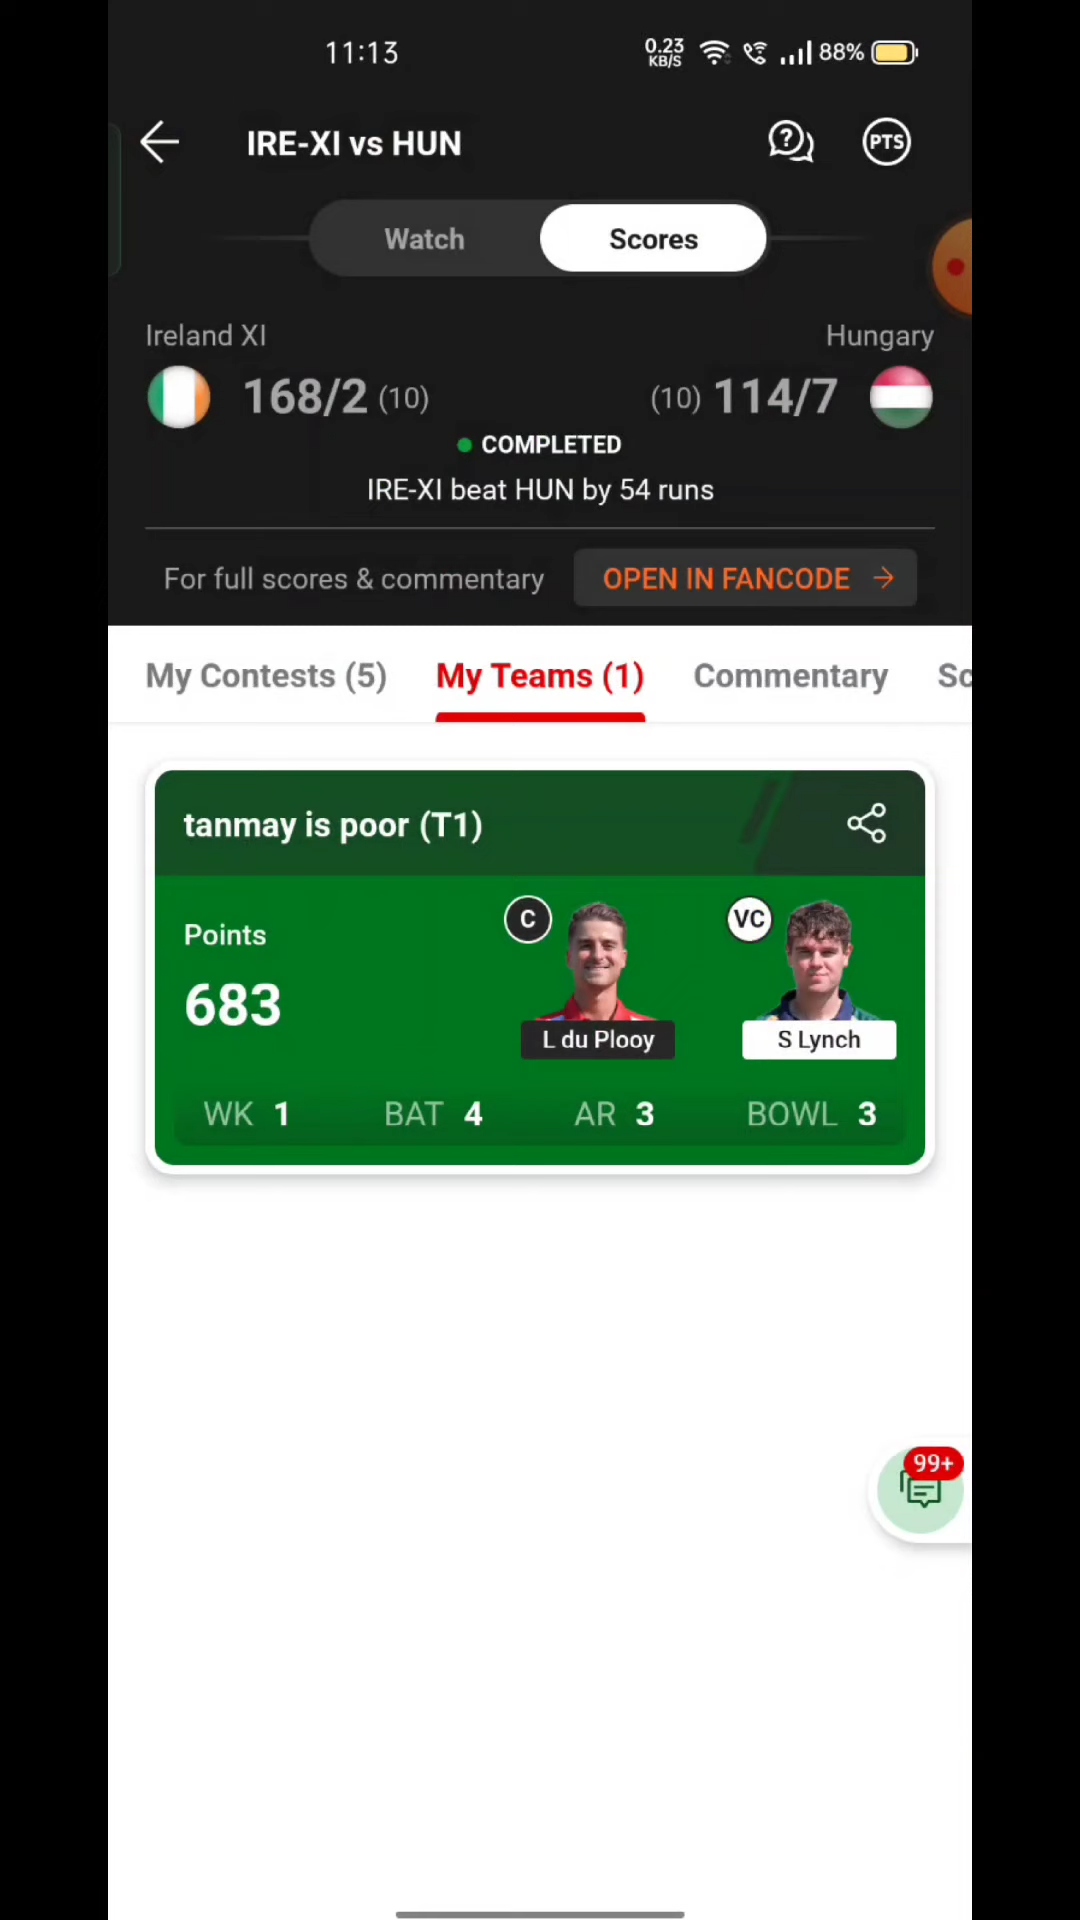 11:13
0.23 KB/S
88%
IRE-XI vs HUN
PTS
Watch
Scores
Ireland XI
Hungary
168/2 (10)
(10) 114/7
COMPLETED
IRE-XI beat HUN by 54 runs
For full scores & commentary
OPEN IN FANCODE
My Contests (5)
My Teams (1)
Commentary
Sc
tanmay is poor (T1)
Points
683
C
L du Plooy
VC
S Lynch
WK 1
BAT 4
AR 3
BOWL 3
99+